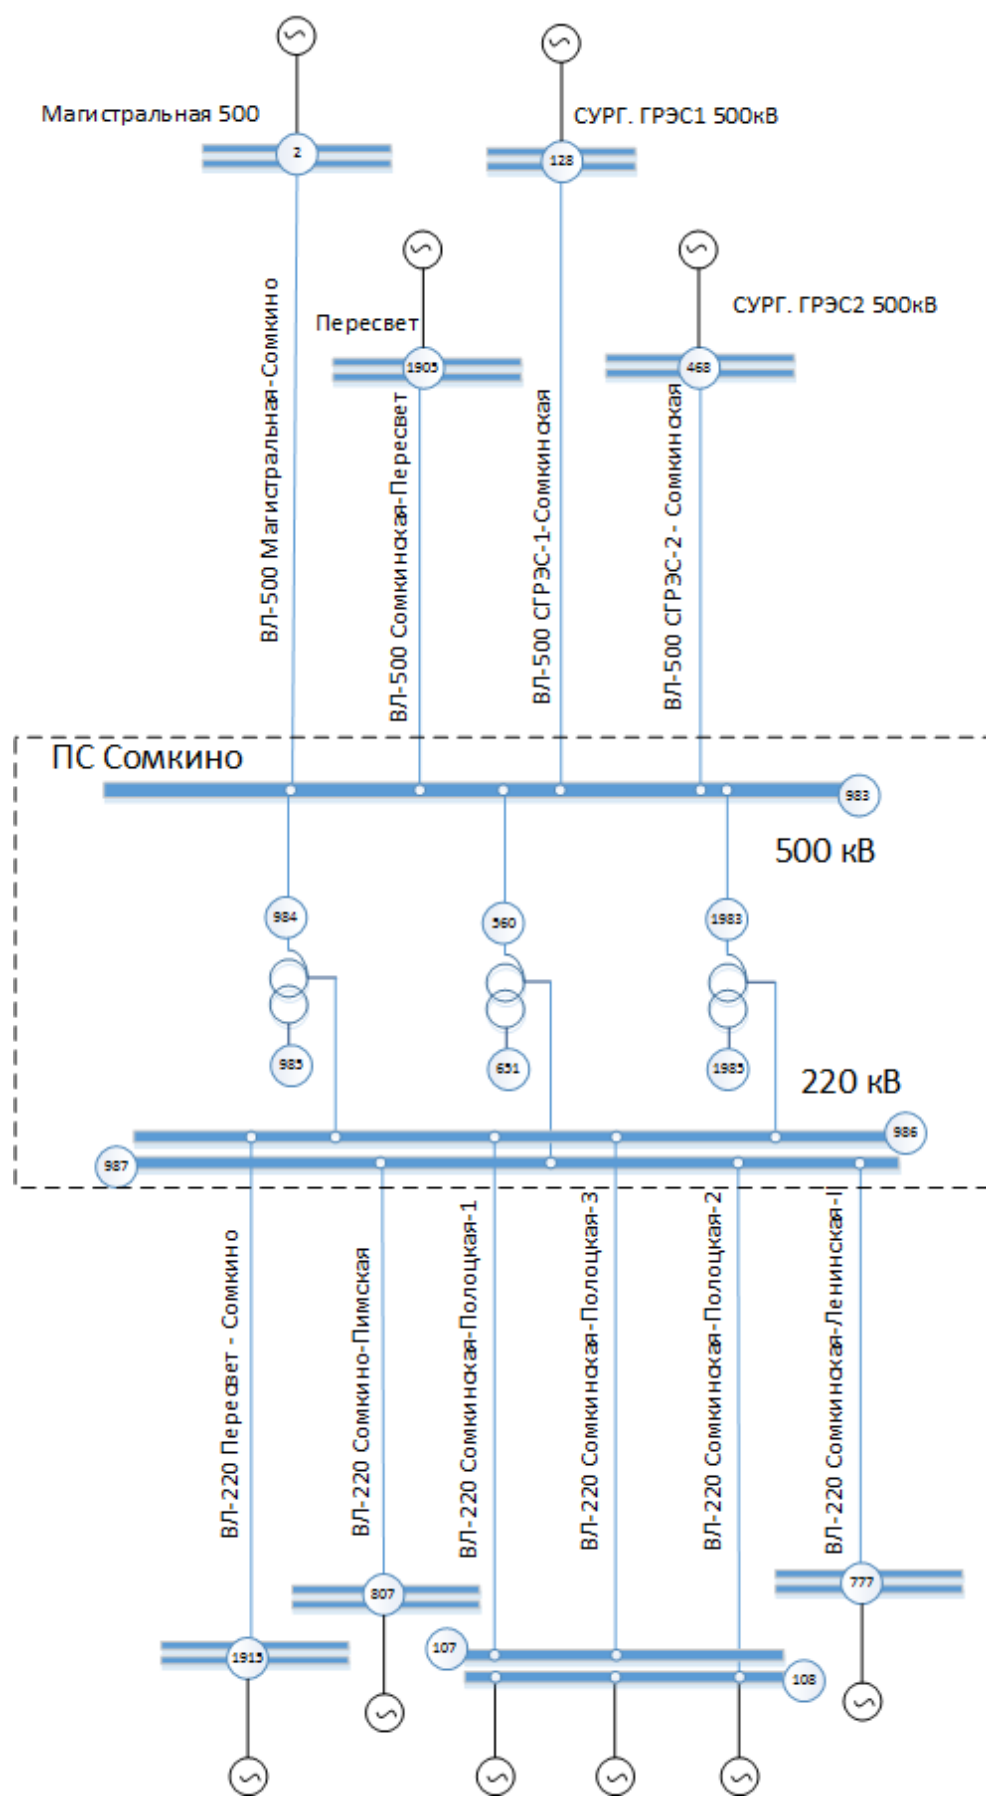 Магистральная 500
СУРГ. ГРЭС1 500кВ
2
128
Пересвет
СУРГ. ГРЭС2 500кВ
1905
468
ВЛ-500 Магистральная-Сомкино
ВЛ-500 Сомкинская-Пересвет
ВЛ-500 СГРЭС-1-Сомкинская
ВЛ-500 СГРЭС-2 - Сомкинская
ПС Сомкино
983
500 кВ
984
560
1983
985
651
1985
220 кВ
986
987
ВЛ-220 Пересвет - Сомкино
ВЛ-220 Сомкино-Пимская
ВЛ-220 Сомкинская-Полоцкая-1
ВЛ-220 Сомкинская-Полоцкая-3
ВЛ-220 Сомкинская-Полоцкая-2
ВЛ-220 Сомкинская-Ленинская-I
807
777
1915
107
108